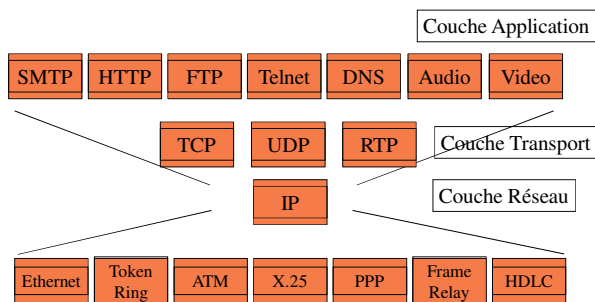 Couche Application
SMTP HTTP FTP Telnet DNS Audio Video
TCP UDP RTP Couche Transport
IP Couche Réseau
Ethernet Token Ring ATM X.25 PPP Frame Relay HDLC